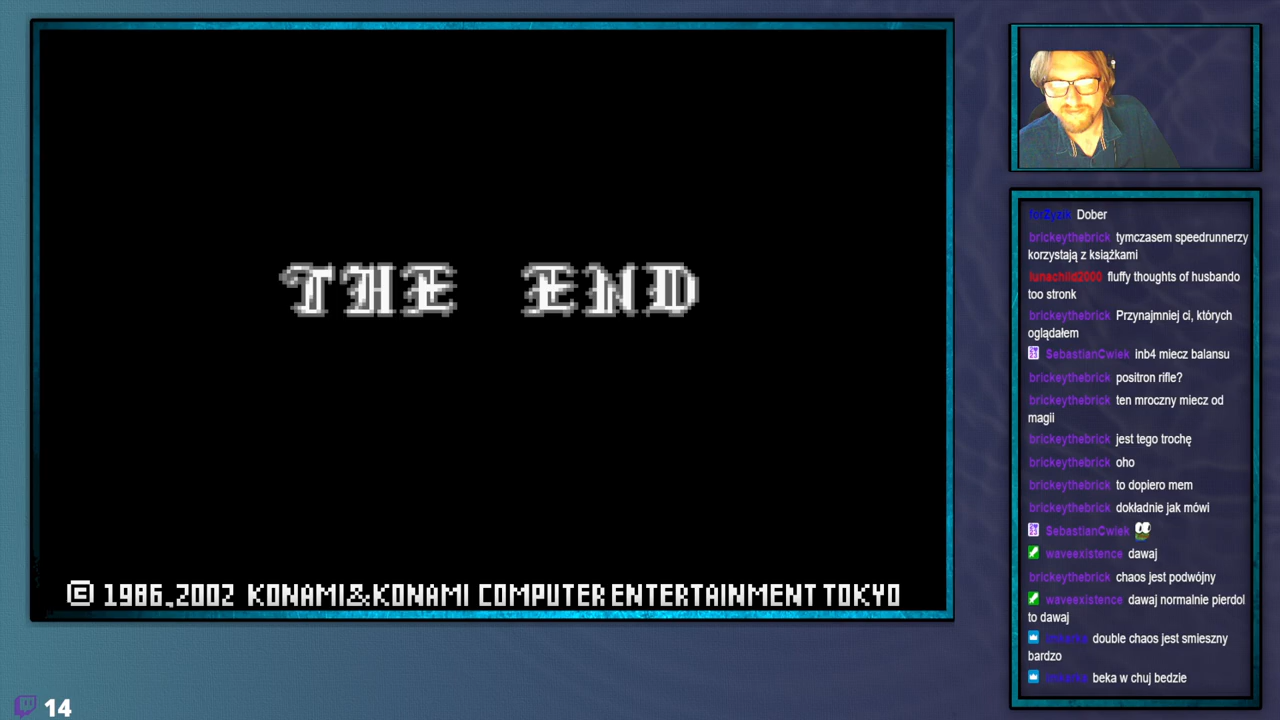 THE END
© 1986,2002 KONAMI&KONAMI COMPUTER ENTERTAINMENT TOKYO
forZyzik Dober
brickeythebrick tymczasem speedrunnerzy
korzystają z książkami
lunachild2000 fluffy thoughts of husbando
too stronk
brickeythebrick Przynajmniej ci, których
oglądałem
SebastianCwiek inb4 miecz balansu
brickeythebrick positron rifle?
brickeythebrick ten mroczny miecz od
magii
brickeythebrick jest tego trochę
brickeythebrick oho
brickeythebrick to dopiero mem
brickeythebrick dokładnie jak mówi
SebastianCwiek
waveexistence dawaj
brickeythebrick chaos jest podwójny
waveexistence dawaj normalnie pierdol
to dawaj
double chaos jest smieszny
bardzo
beka w chuj bedzie
14